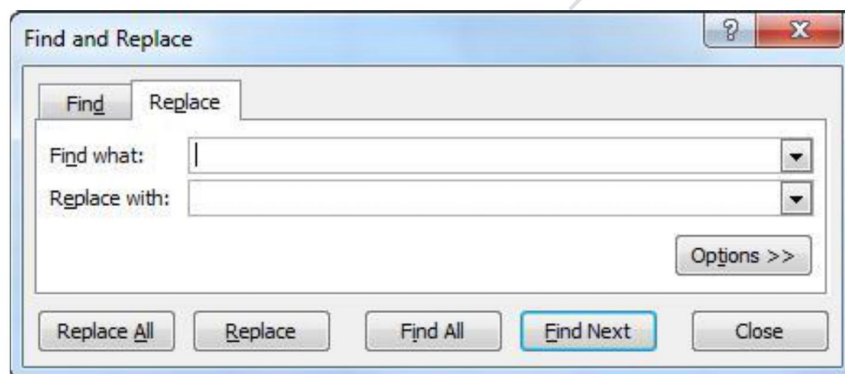 Find and Replace
Find Replace
Find what:
Replace with:
Options >>
Replace All Replace Find All Find Next Close